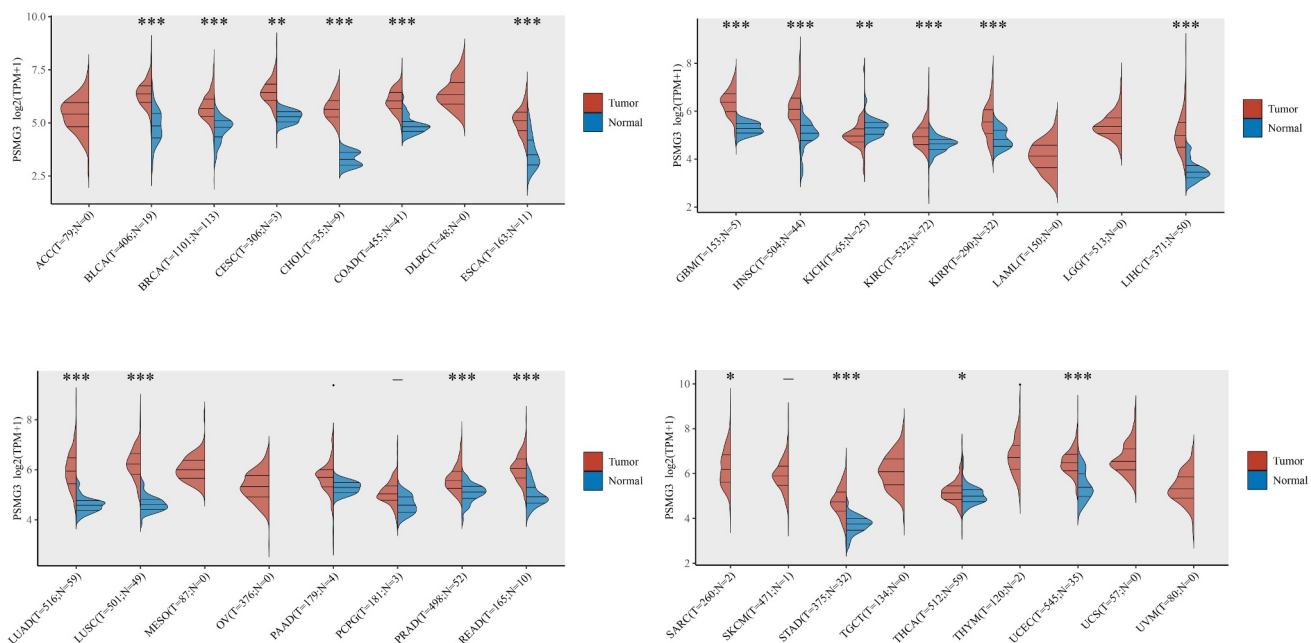 *** *** ** *** *** ***
10.0
7.5
5.0
2.5
PSMG3 log2(TPM+1)
Tumor
Normal
ACC(T=79;N=0)
BLCA(T=406;N=19)
BRCA(T=1101;N=113)
CESC(T=306;N=3)
CHOL(T=35;N=9)
COAD(T=455;N=41)
DLBC(T=48;N=0)
ESCA(T=163;N=11)
*** *** ** *** *** ***
8
6
4
2
PSMG3 log2(TPM+1)
Tumor
Normal
GBM(T=153;N=5)
HNSC(T=504;N=44)
KICH(T=65;N=25)
KIRC(T=532;N=72)
KIRP(T=290;N=32)
LAML(T=150;N=0)
LGG(T=513;N=0)
LIHC(T=371;N=50)
*** *** . – *** ***
8
6
4
PSMG3 log2(TPM+1)
Tumor
Normal
LUAD(T=516;N=59)
LUSC(T=501;N=49)
MESO(T=87;N=0)
OV(T=376;N=0)
PAAD(T=179;N=4)
PCPG(T=181;N=3)
PRAD(T=498;N=52)
READ(T=165;N=10)
* – *** * . ***
10
8
6
4
2
PSMG3 log2(TPM+1)
Tumor
Normal
SARC(T=260;N=2)
SKCM(T=471;N=1)
STAD(T=375;N=32)
TGCT(T=134;N=0)
THCA(T=512;N=59)
THYM(T=120;N=2)
UCEC(T=545;N=35)
UCS(T=57;N=0)
UVM(T=80;N=0)